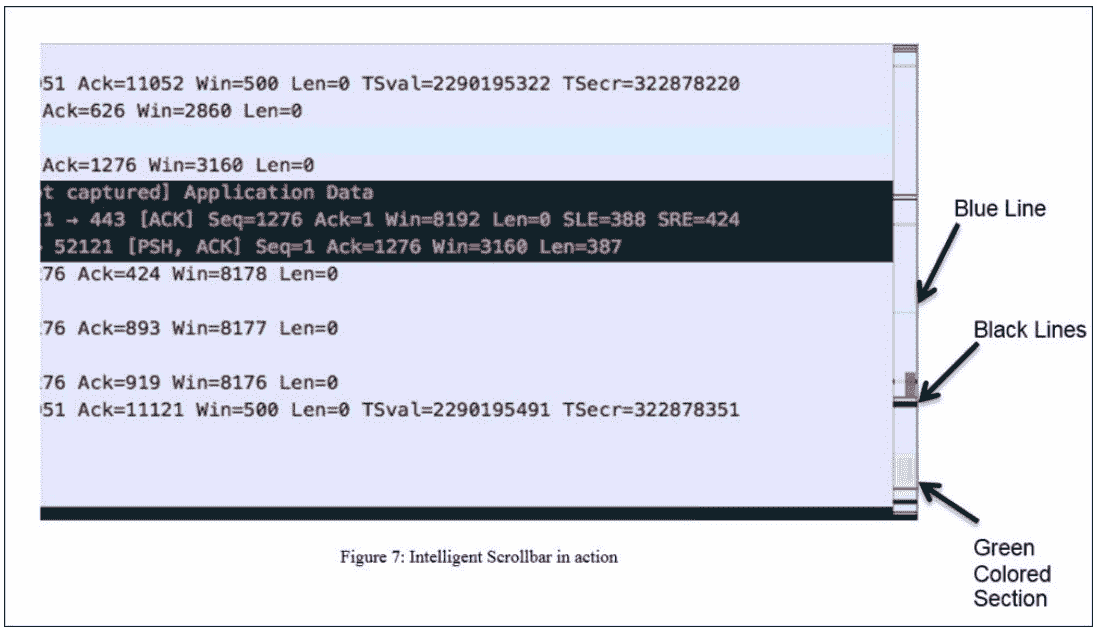 51 Ack=11052 Win=500 Len=0 TSval=2290195322 TSecr=322878220
Ack=626 Win=2860 Len=0
Ack=1276 Win=3160 Len=0
t captured] Application Data
1 → 443 [ACK] Seq=1276 Ack=1 Win=8192 Len=0 SLE=388 SRE=424
52121 [PSH, ACK] Seq=1 Ack=1276 Win=3160 Len=387
76 Ack=424 Win=8178 Len=0
76 Ack=893 Win=8177 Len=0
76 Ack=919 Win=8176 Len=0
51 Ack=11121 Win=500 Len=0 TSval=2290195491 TSecr=322878351
Blue Line
Black Lines
Green
Colored
Section
Figure 7: Intelligent Scrollbar in action